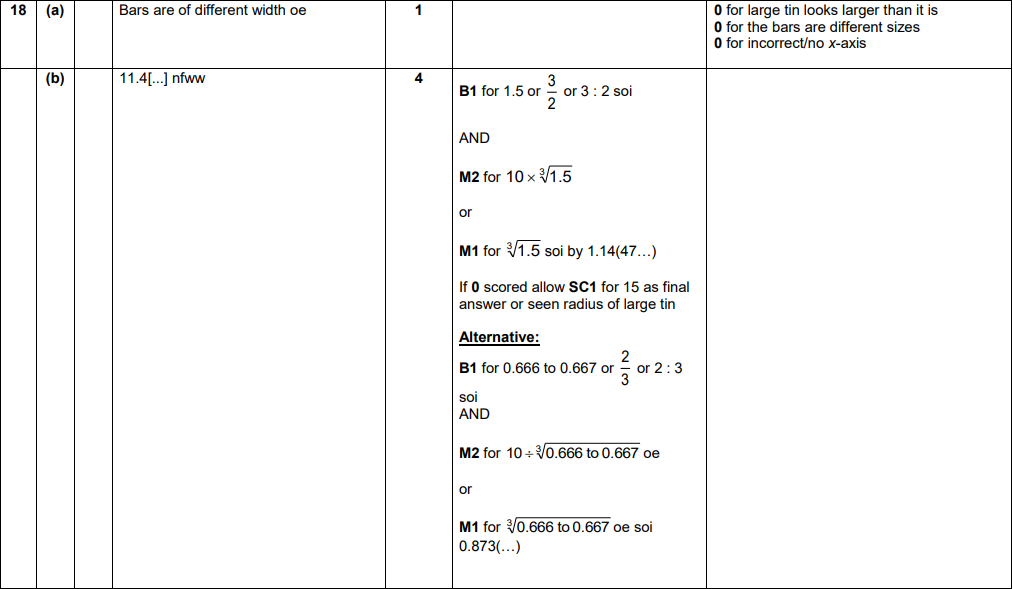 18 (a) Bars are of different width oe 1 0 for large tin looks larger than it is
0 for the bars are different sizes
0 for incorrect/no x-axis
(b) 11.4[...] nfww 4 B1 for 1.5 or 3/2 or 3 : 2 soi
AND
M2 for 10 × ∛1.5
or
M1 for ∛1.5 soi by 1.14(47…)
If 0 scored allow SC1 for 15 as final
answer or seen radius of large tin
Alternative:
B1 for 0.666 to 0.667 or 2/3 or 2 : 3
soi
AND
M2 for 10 ÷ ∛0.666 to 0.667 oe
or
M1 for ∛0.666 to 0.667 oe soi
0.873(…)